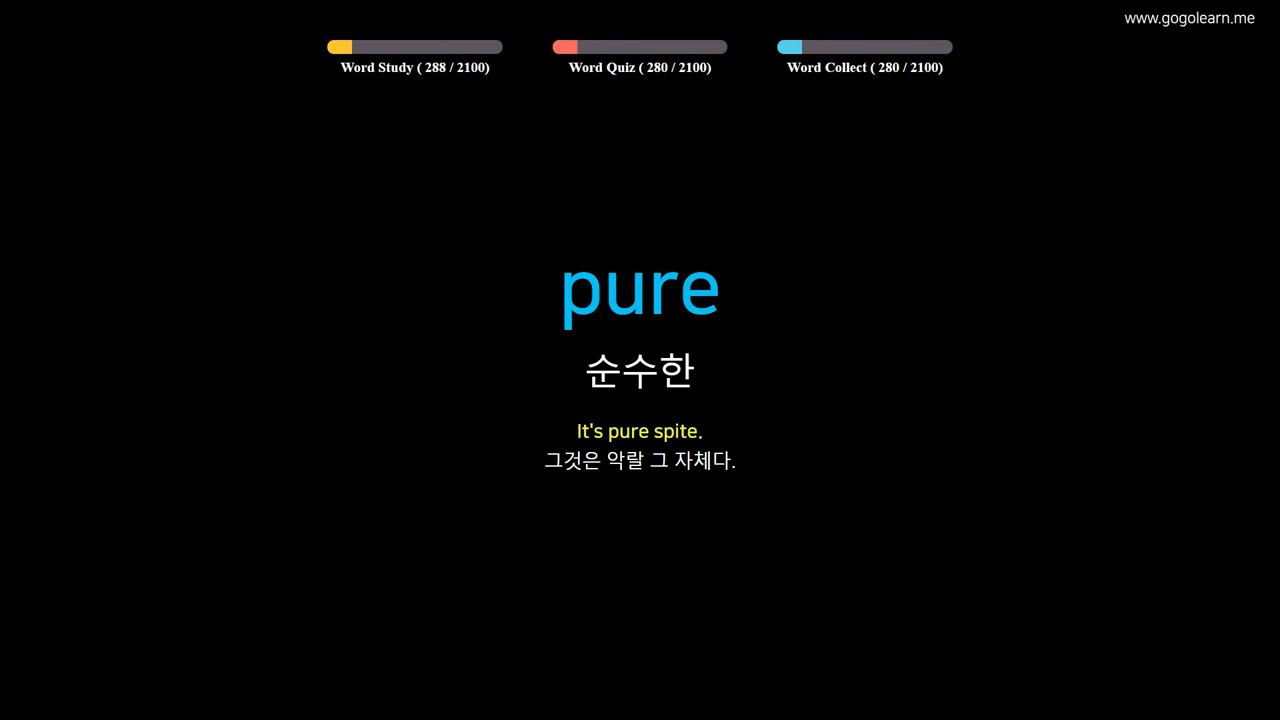 www.gogolearn.me
Word Study ( 288 / 2100)
Word Quiz ( 280 / 2100)
Word Collect ( 280 / 2100)
pure
순수한
It's pure spite.
그것은 악랄 그 자체다.